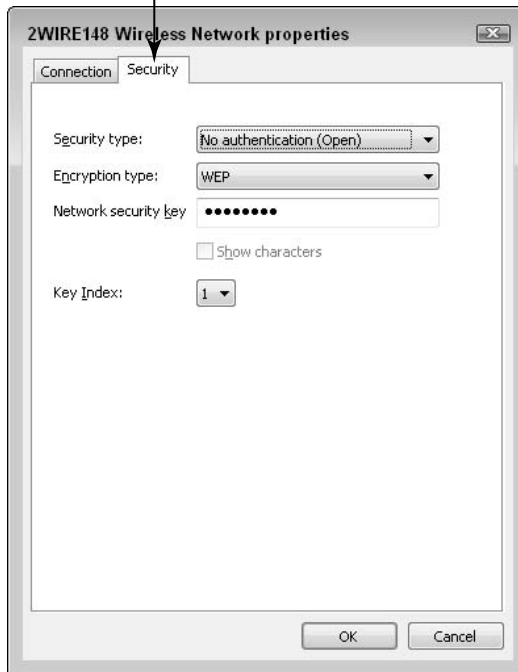 2WIRE148 Wireless Network properties
Connection Security
Security type: No authentication (Open)
Encryption type: WEP
Network security key ••••••••
Show characters
Key Index: 1
OK Cancel